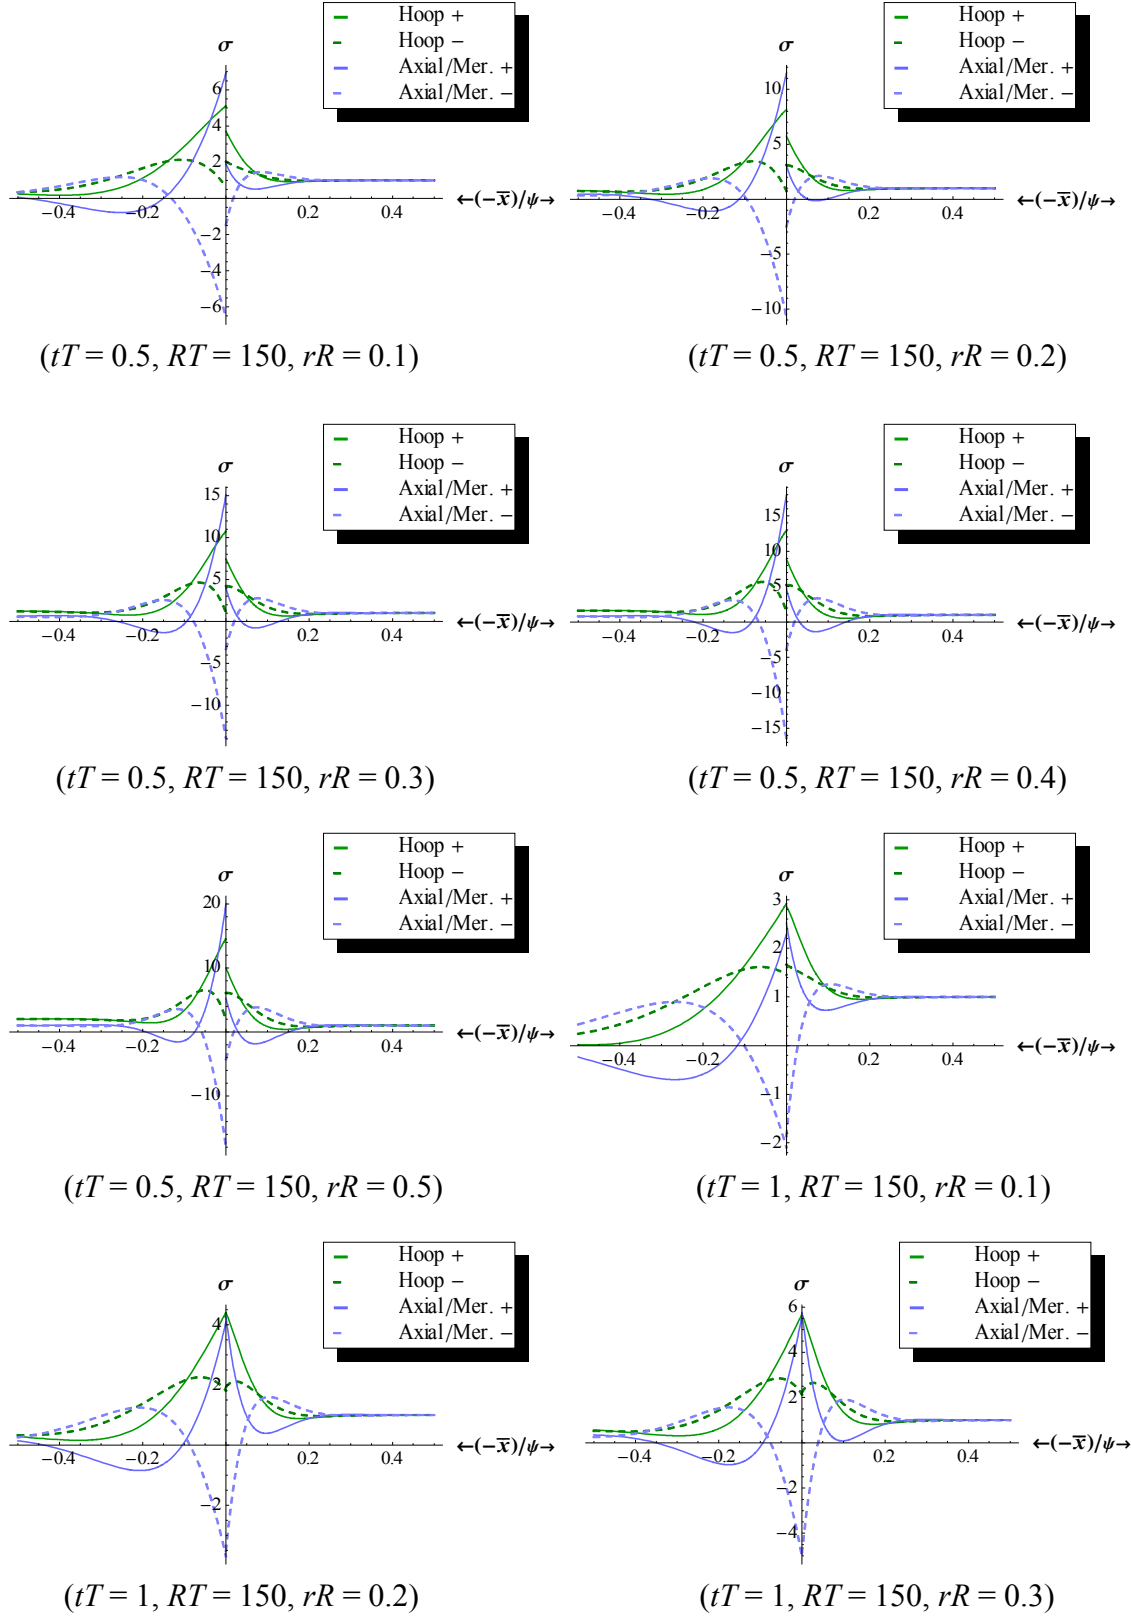 Hoop +
Hoop −
Axial/Mer. +
Axial/Mer. −
σ
6
4
2
−2
−4
−6
−0.4 −0.2 0.2 0.4
←(−x̄)/ψ→
(tT = 0.5, RT = 150, rR = 0.1)
Hoop +
Hoop −
Axial/Mer. +
Axial/Mer. −
σ
10
5
−5
−10
−0.4 −0.2 0.2 0.4
←(−x̄)/ψ→
(tT = 0.5, RT = 150, rR = 0.2)
Hoop +
Hoop −
Axial/Mer. +
Axial/Mer. −
σ
15
10
5
−5
−10
−0.4 −0.2 0.2 0.4
←(−x̄)/ψ→
(tT = 0.5, RT = 150, rR = 0.3)
Hoop +
Hoop −
Axial/Mer. +
Axial/Mer. −
σ
15
10
5
−5
−10
−15
−0.4 −0.2 0.2 0.4
←(−x̄)/ψ→
(tT = 0.5, RT = 150, rR = 0.4)
Hoop +
Hoop −
Axial/Mer. +
Axial/Mer. −
σ
20
10
−10
−0.4 −0.2 0.2 0.4
←(−x̄)/ψ→
(tT = 0.5, RT = 150, rR = 0.5)
Hoop +
Hoop −
Axial/Mer. +
Axial/Mer. −
σ
3
2
1
−1
−2
−0.4 −0.2 0.2 0.4
←(−x̄)/ψ→
(tT = 1, RT = 150, rR = 0.1)
Hoop +
Hoop −
Axial/Mer. +
Axial/Mer. −
σ
4
2
−2
−0.4 −0.2 0.2 0.4
←(−x̄)/ψ→
(tT = 1, RT = 150, rR = 0.2)
Hoop +
Hoop −
Axial/Mer. +
Axial/Mer. −
σ
6
4
2
−2
−4
−0.4 −0.2 0.2 0.4
←(−x̄)/ψ→
(tT = 1, RT = 150, rR = 0.3)